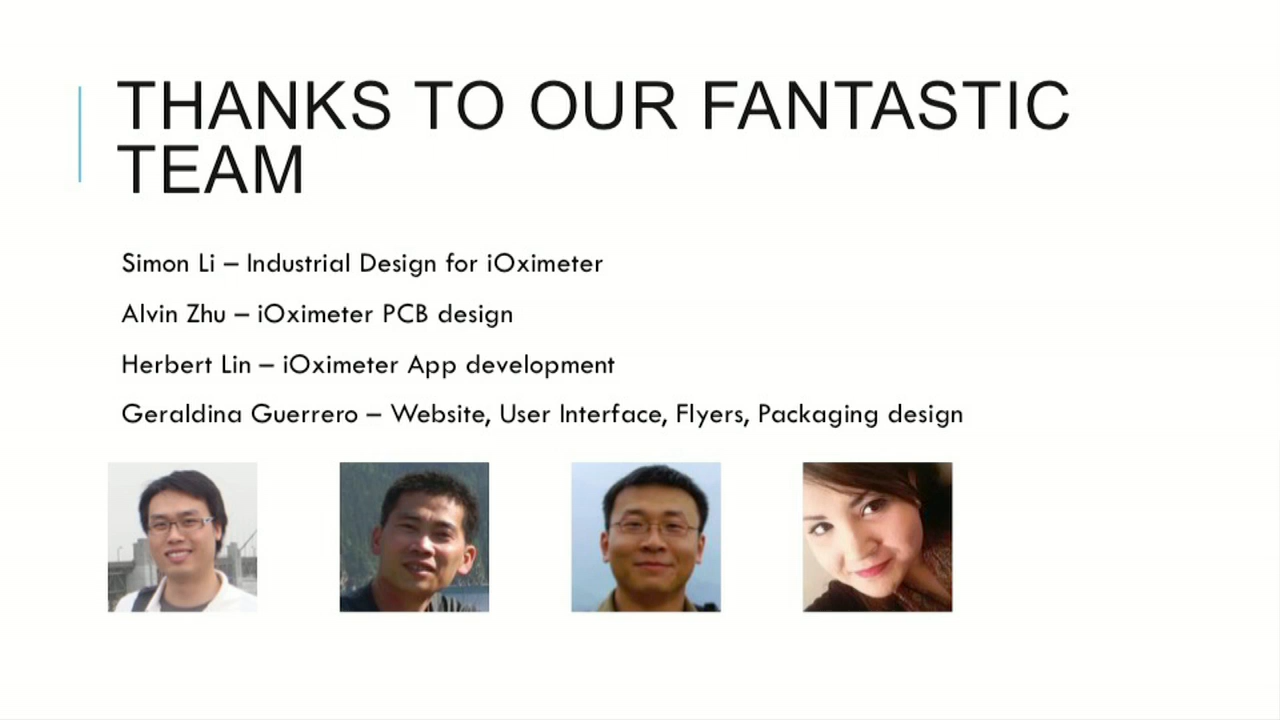 THANKS TO OUR FANTASTIC
TEAM
Simon Li – Industrial Design for iOximeter
Alvin Zhu – iOximeter PCB design
Herbert Lin – iOximeter App development
Geraldina Guerrero – Website, User Interface, Flyers, Packaging design